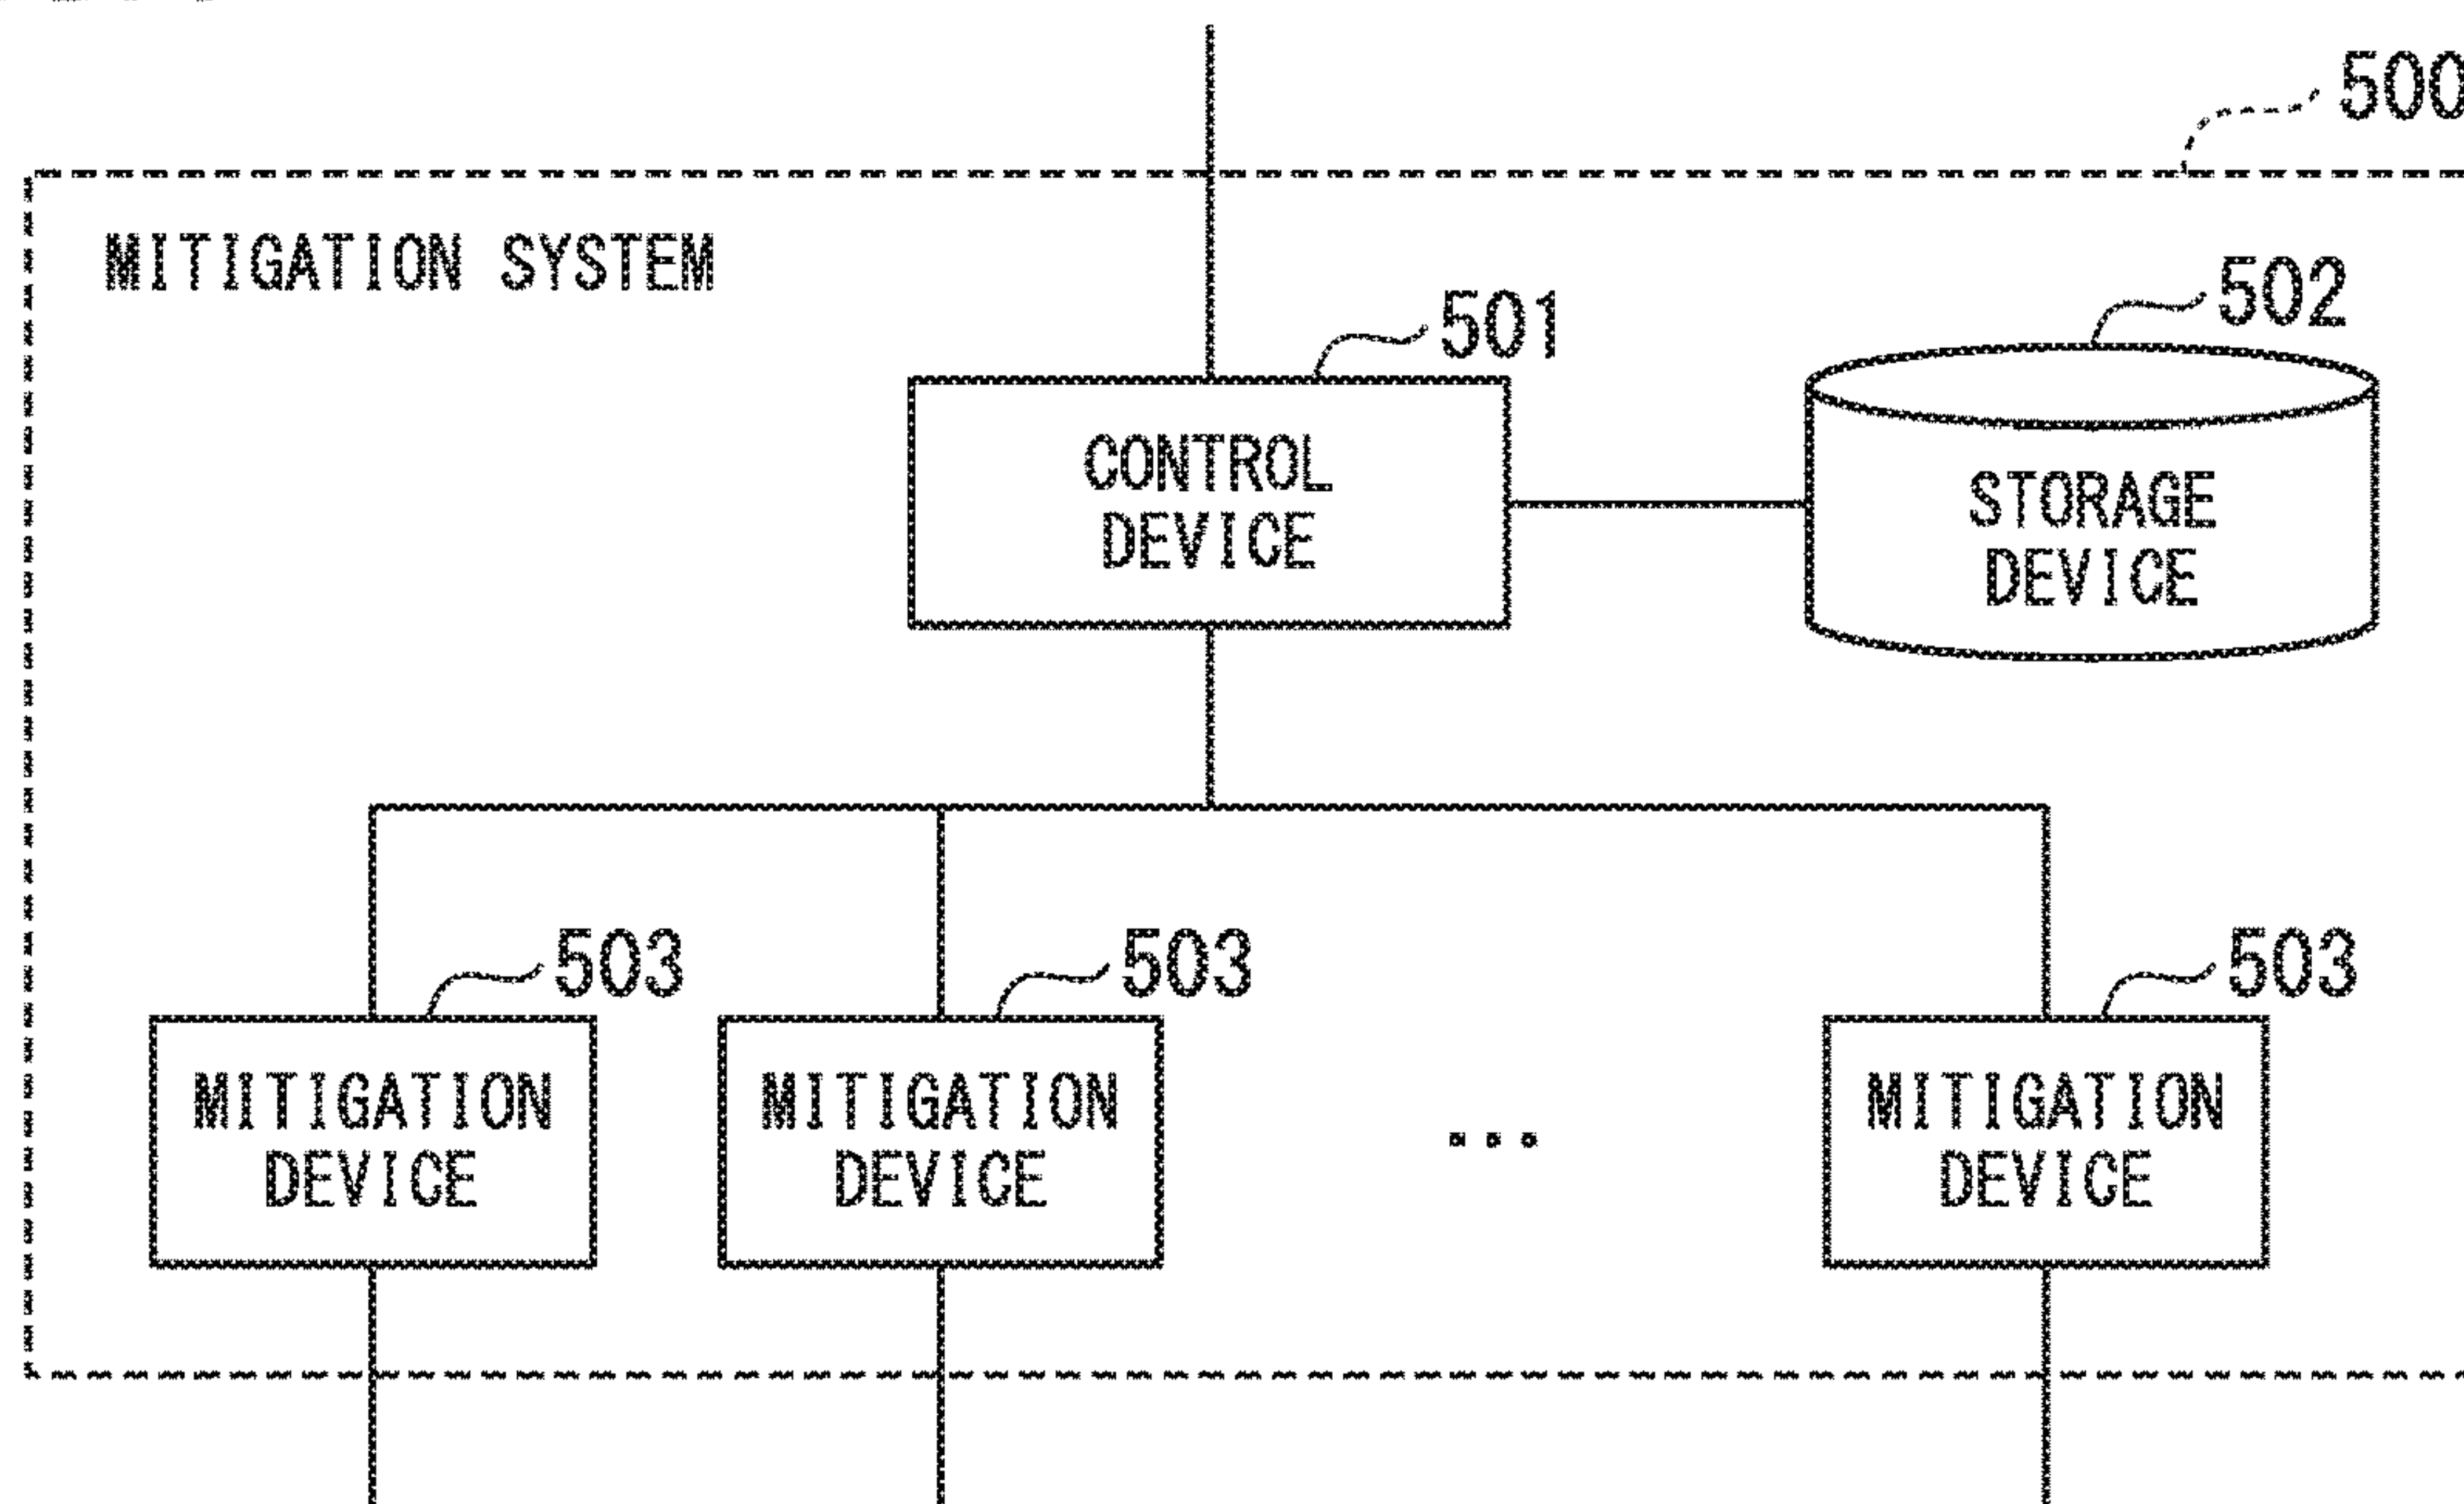 500
MITIGATION SYSTEM
501
502
CONTROL
DEVICE
STORAGE
DEVICE
503
503
503
MITIGATION
DEVICE
MITIGATION
DEVICE
...
MITIGATION
DEVICE